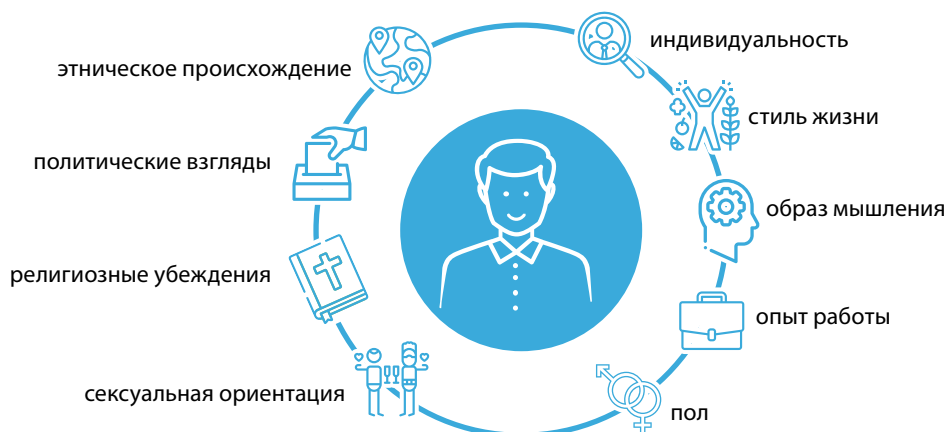 индивидуальность
этническое происхождение
стиль жизни
политические взгляды
образ мышления
религиозные убеждения
опыт работы
сексуальная ориентация
пол